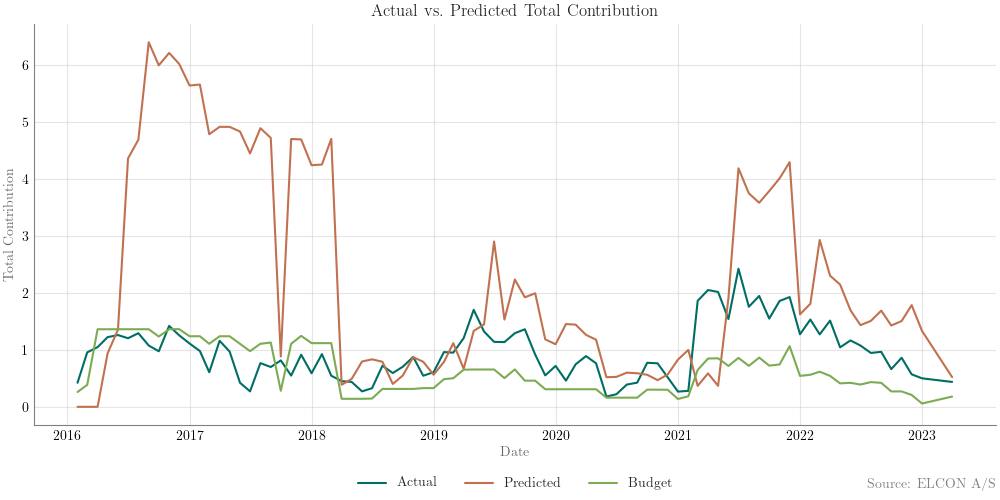 Actual vs. Predicted Total Contribution
Total Contribution
6
5
4
3
2
1
0
2016 2017 2018 2019 2020 2021 2022 2023
Date
Actual Predicted Budget
Source: ELCON A/S